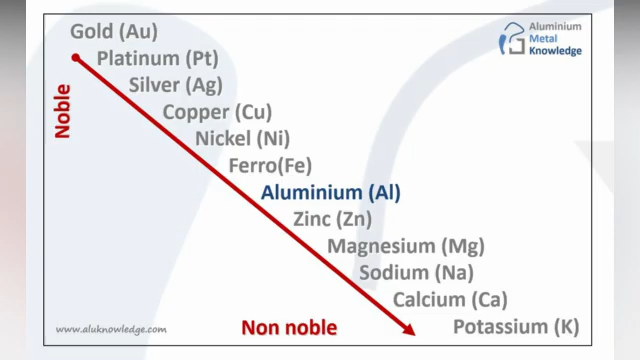 Gold (Au)
Aluminium
Metal
Knowledge
Platinum (Pt)
Silver (Ag)
Noble
Copper (Cu)
Nickel (Ni)
Ferro(Fe)
Aluminium (Al)
Zinc (Zn)
Magnesium (Mg)
Sodium (Na)
Calcium (Ca)
www.aluknowledge.com
Non noble
Potassium (K)